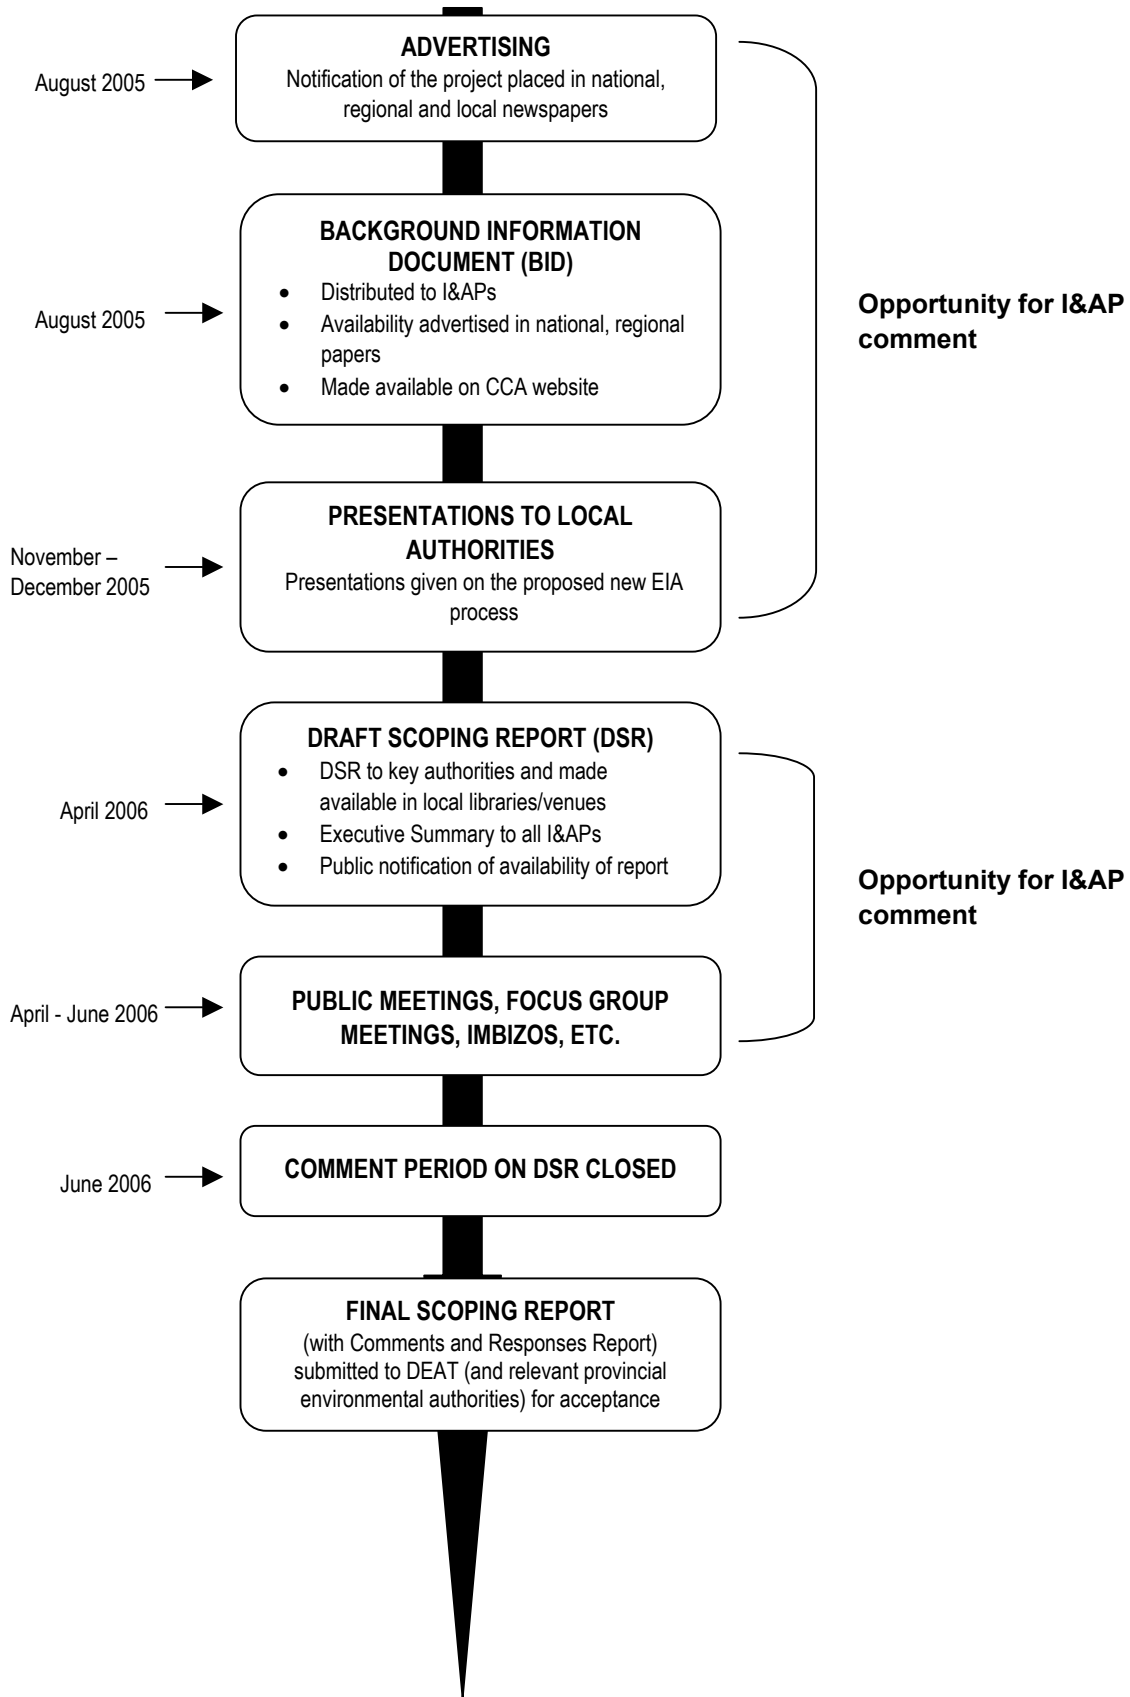 ADVERTISING
Notification of the project placed in national,
regional and local newspapers
August 2005
BACKGROUND INFORMATION
DOCUMENT (BID)
• Distributed to I&APs
• Availability advertised in national, regional
papers
• Made available on CCA website
August 2005
Opportunity for I&AP
comment
PRESENTATIONS TO LOCAL
AUTHORITIES
Presentations given on the proposed new EIA
process
November –
December 2005
DRAFT SCOPING REPORT (DSR)
• DSR to key authorities and made
available in local libraries/venues
• Executive Summary to all I&APs
• Public notification of availability of report
April 2006
Opportunity for I&AP
comment
PUBLIC MEETINGS, FOCUS GROUP
MEETINGS, IMBIZOS, ETC.
April - June 2006
COMMENT PERIOD ON DSR CLOSED
June 2006
FINAL SCOPING REPORT
(with Comments and Responses Report)
submitted to DEAT (and relevant provincial
environmental authorities) for acceptance